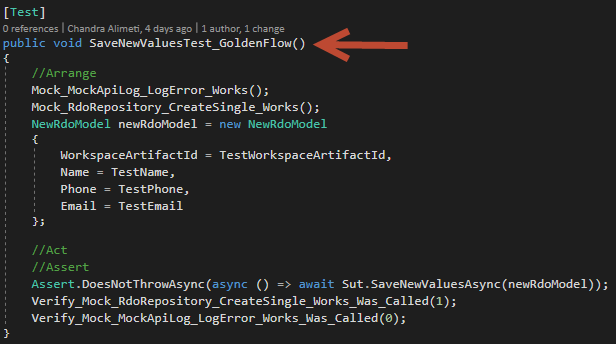 [Test]
0 references | Chandra Alimeti, 4 days ago | 1 author, 1 change
public void SaveNewValuesTest_GoldenFlow()
{
    //Arrange
    Mock_MockApiLog_LogError_Works();
    Mock_RdoRepository_CreateSingle_Works();
    NewRdoModel newRdoModel = new NewRdoModel
    {
        WorkspaceArtifactId = TestWorkspaceArtifactId,
        Name = TestName,
        Phone = TestPhone,
        Email = TestEmail
    };

    //Act
    //Assert
    Assert.DoesNotThrowAsync(async () => await Sut.SaveNewValuesAsync(newRdoModel));
    Verify_Mock_RdoRepository_CreateSingle_Works_Was_Called(1);
    Verify_Mock_MockApiLog_LogError_Works_Was_Called(0);
}